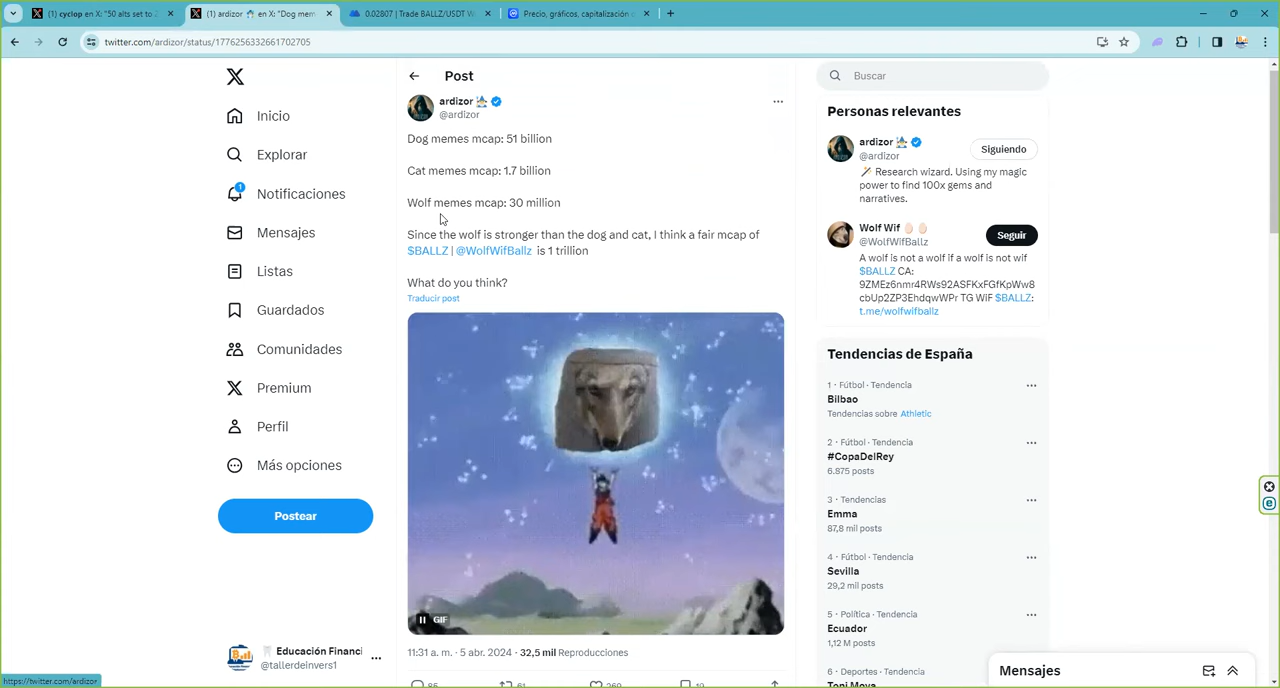 (1) cyclop en X: "50 alts set to 2
(1) ardizor en X: "Dog mem
0.02807 | Trade BALLZ/USDT W
Precio, gráficos, capitalización
twitter.com/ardizor/status/1776256332661702705
Inicio
Explorar
1
Notificaciones
Mensajes
Listas
Guardados
Comunidades
Premium
Perfil
Más opciones
Postear
Educación Financi
@tallerdeinvers1
https://twitter.com/ardizor
Post
ardizor
@ardizor
Dog memes mcap: 51 billion
Cat memes mcap: 1.7 billion
Wolf memes mcap: 30 million
Since the wolf is stronger than the dog and cat, I think a fair mcap of
$BALLZ | @WolfWifBallz is 1 trillion
What do you think?
Traducir post
GIF
11:31 a. m. · 5 abr. 2024 · 32,5 mil Reproducciones
85
61
269
19
Buscar
Personas relevantes
ardizor
@ardizor
Siguiendo
Research wizard. Using my magic
power to find 100x gems and
narratives.
Wolf Wif
@WolfWifBallz
Seguir
A wolf is not a wolf if a wolf is not wif
$BALLZ CA:
9ZMEz6nmr4RWs92ASFKxFGfKpWw8
cbUp2ZP3EhdqwWPr TG WiF $BALLZ:
t.me/wolfwifballz
Tendencias de España
1 · Fútbol · Tendencia
Bilbao
Tendencias sobre Athletic
2 · Fútbol · Tendencia
#CopaDelRey
6.875 posts
3 · Tendencias
Emma
87,8 mil posts
4 · Fútbol · Tendencia
Sevilla
29,2 mil posts
5 · Política · Tendencia
Ecuador
1,12 M posts
6 · Deportes · Tendencia
Toni Moya
Mensajes